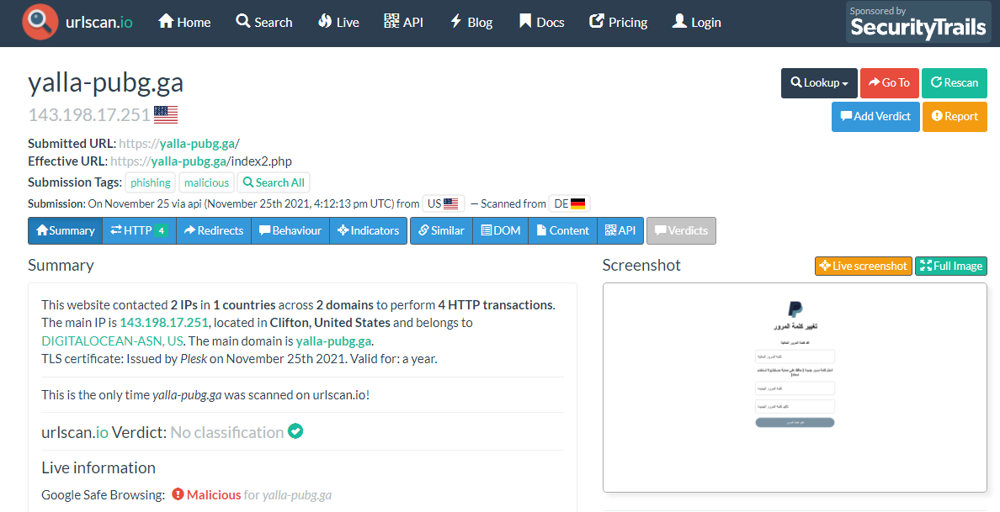 urlscan.io Home Search Live API Blog Docs Pricing Login
Sponsored by
SecurityTrails
yalla-pubg.ga
143.198.17.251
Lookup Go To Rescan
Add Verdict Report
Submitted URL: https://yalla-pubg.ga/
Effective URL: https://yalla-pubg.ga/index2.php
Submission Tags: phishing malicious Search All
Submission: On November 25 via api (November 25th 2021, 4:12:13 pm UTC) from US — Scanned from DE
Summary HTTP 4 Redirects Behaviour Indicators Similar DOM Content API Verdicts
Summary
This website contacted 2 IPs in 1 countries across 2 domains to perform 4 HTTP transactions.
The main IP is 143.198.17.251, located in Clifton, United States and belongs to
DIGITALOCEAN-ASN, US. The main domain is yalla-pubg.ga.
TLS certificate: Issued by Plesk on November 25th 2021. Valid for: a year.
This is the only time yalla-pubg.ga was scanned on urlscan.io!
urlscan.io Verdict: No classification
Live information
Google Safe Browsing: Malicious for yalla-pubg.ga
Screenshot
Live screenshot Full Image
تغيير كلمة المرور
كلمة المرور الحالية
كلمة المرور الجديدة